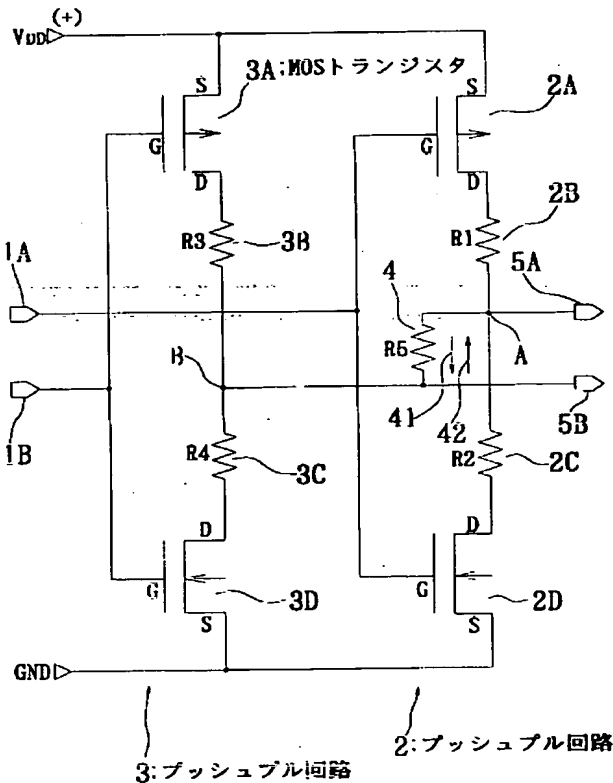 VDD (+)
3A;MOSトランジスタ
2A
S
S
G
G
D
D
2B
R3
3B
R1
1A
5A
4
B
R5
A
41
42
1B
5B
R4
3C
R2
2C
D
D
G
3D
G
2D
S
S
GND
3:プッシュプル回路
2:プッシュプル回路